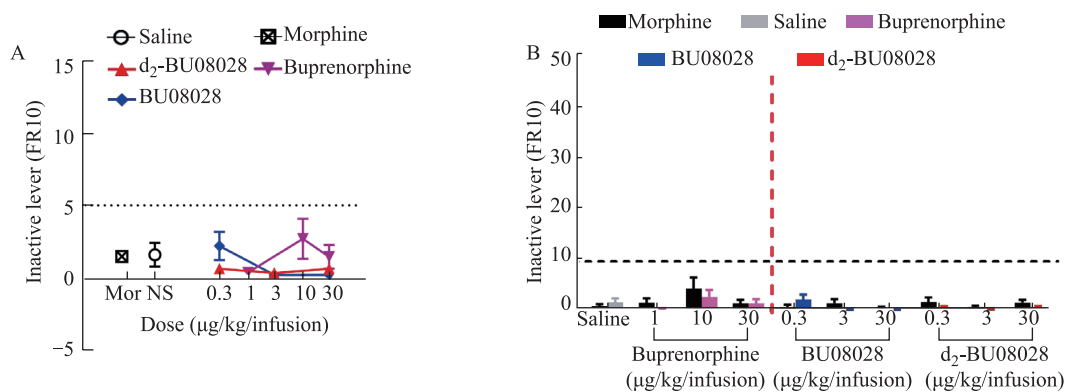 A
Saline
Morphine
d₂-BU08028
Buprenorphine
BU08028
Inactive lever (FR10)
15
10
5
0
−5
Mor NS 0.3 1 3 10 30
Dose (μg/kg/infusion)
B
Morphine Saline Buprenorphine
BU08028 d₂-BU08028
Inactive lever (FR10)
50
40
30
20
10
0
Saline 1 10 30 0.3 3 30 0.3 3 30
Buprenorphine BU08028 d₂-BU08028
(μg/kg/infusion) (μg/kg/infusion) (μg/kg/infusion)